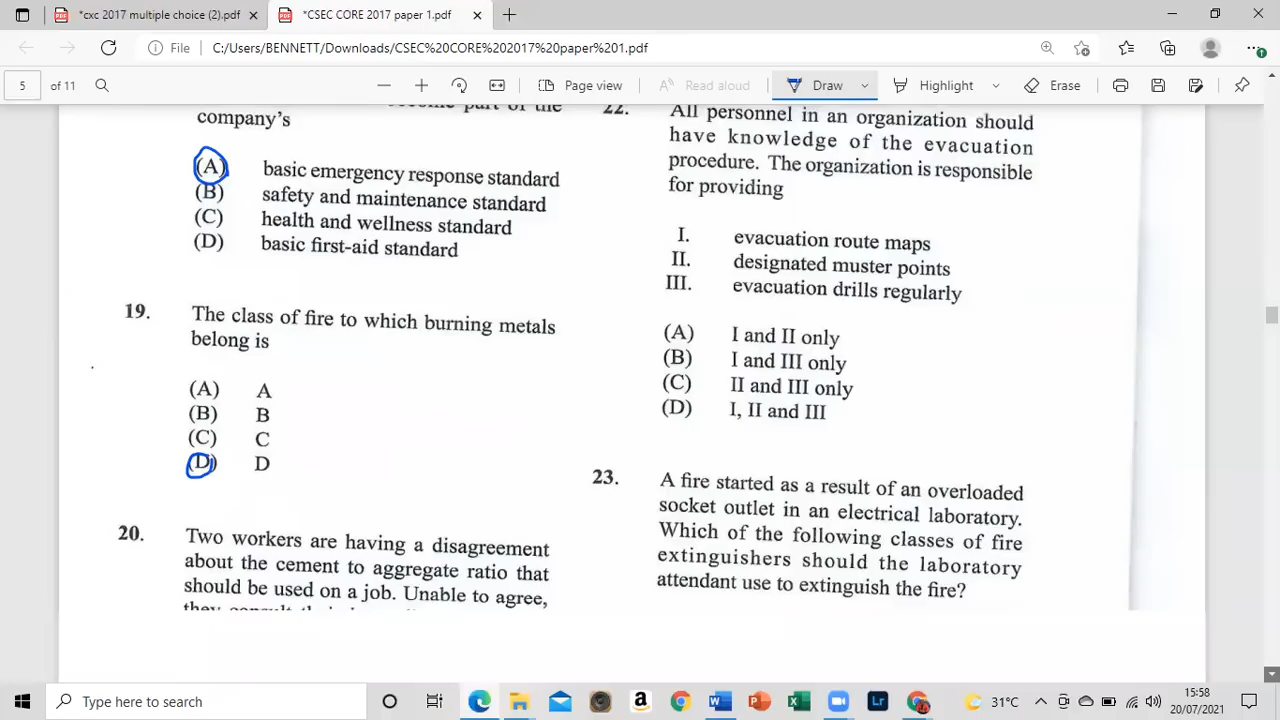 *cxc 2017 multiple choice (2).pdf
*CSEC CORE 2017 paper 1.pdf
File
C:/Users/BENNETT/Downloads/CSEC%20CORE%202017%20paper%201.pdf
5
of 11
Page view
Read aloud
Draw
Highlight
Erase
part of the
company's
(A) basic emergency response standard
(B) safety and maintenance standard
(C) health and wellness standard
(D) basic first-aid standard
19. The class of fire to which burning metals
belong is
(A) A
(B) B
(C) C
(D) D
20. Two workers are having a disagreement
about the cement to aggregate ratio that
should be used on a job. Unable to agree,
they consult
22. All personnel in an organization should
have knowledge of the evacuation
procedure. The organization is responsible
for providing
I. evacuation route maps
II. designated muster points
III. evacuation drills regularly
(A) I and II only
(B) I and III only
(C) II and III only
(D) I, II and III
23. A fire started as a result of an overloaded
socket outlet in an electrical laboratory.
Which of the following classes of fire
extinguishers should the laboratory
attendant use to extinguish the fire?
Type here to search
31°C
15:58
20/07/2021